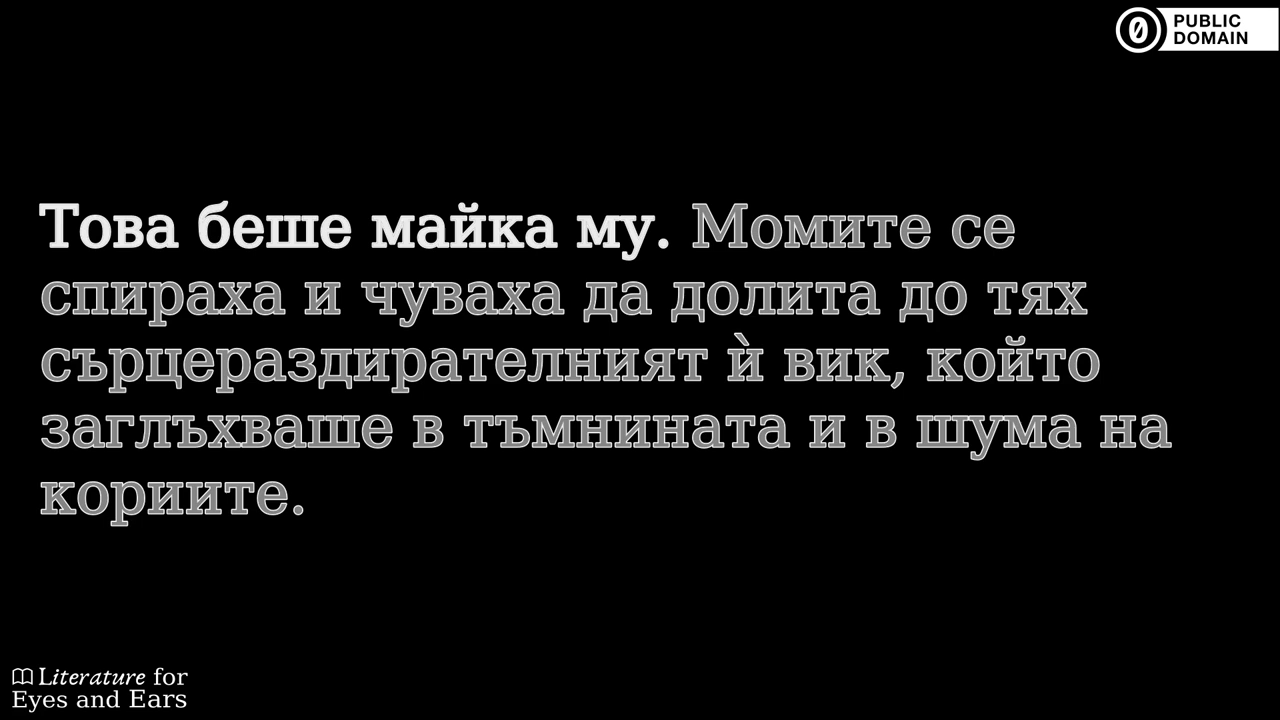 PUBLIC
DOMAIN
Това беше майка му. Момите се
спираха и чуваха да долита до тях
сърцераздирателният ѝ вик, който
заглъхваше в тъмнината и в шума на
кориите.
Literature for
Eyes and Ears